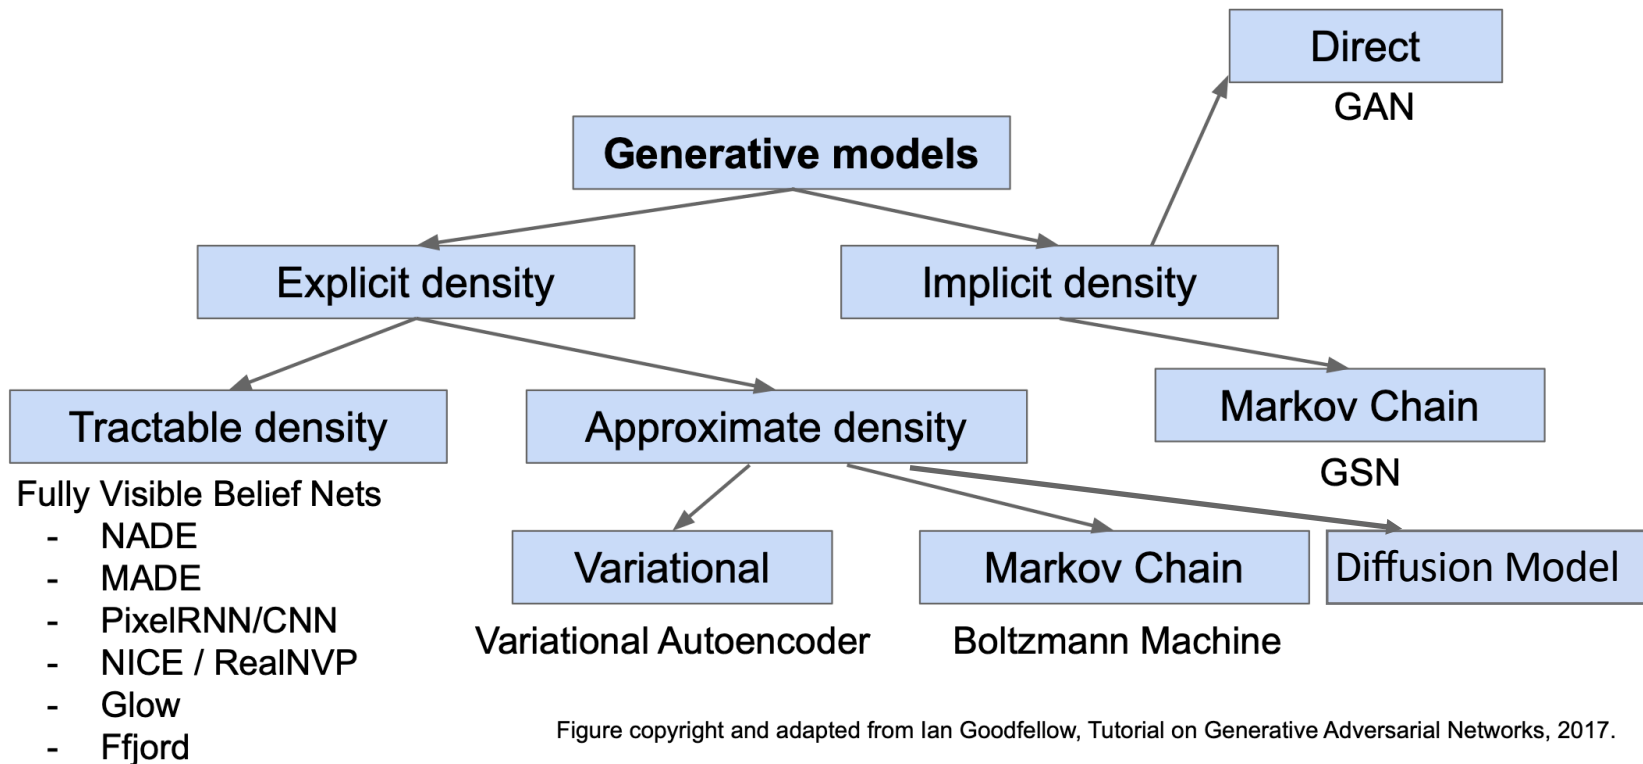 Direct
GAN
Generative models
Explicit density
Implicit density
Tractable density
Approximate density
Markov Chain
GSN
Fully Visible Belief Nets
- NADE
- MADE
- PixelRNN/CNN
- NICE / RealNVP
- Glow
- Ffjord
Variational
Markov Chain
Diffusion Model
Variational Autoencoder
Boltzmann Machine
Figure copyright and adapted from Ian Goodfellow, Tutorial on Generative Adversarial Networks, 2017.